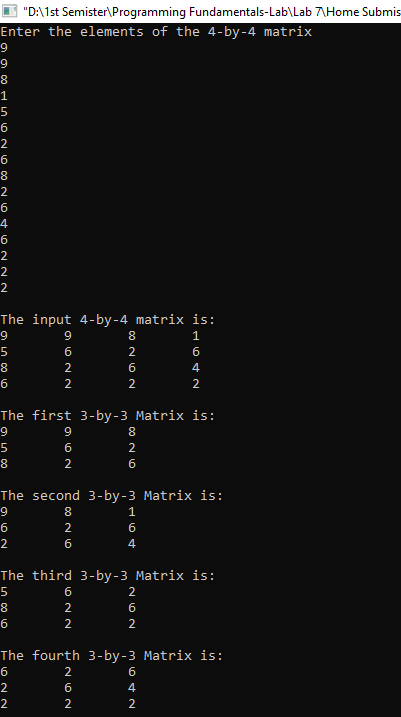 "D:\1st Semister\Programming Fundamentals-Lab\Lab 7\Home Submis
Enter the elements of the 4-by-4 matrix
9
9
8
1
5
6
2
6
8
2
6
4
6
2
2
2
The input 4-by-4 matrix is:
9 9 8 1
5 6 2 6
8 2 6 4
6 2 2 2
The first 3-by-3 Matrix is:
9 9 8
5 6 2
8 2 6
The second 3-by-3 Matrix is:
9 8 1
6 2 6
2 6 4
The third 3-by-3 Matrix is:
5 6 2
8 2 6
6 2 2
The fourth 3-by-3 Matrix is:
6 2 6
2 6 4
2 2 2